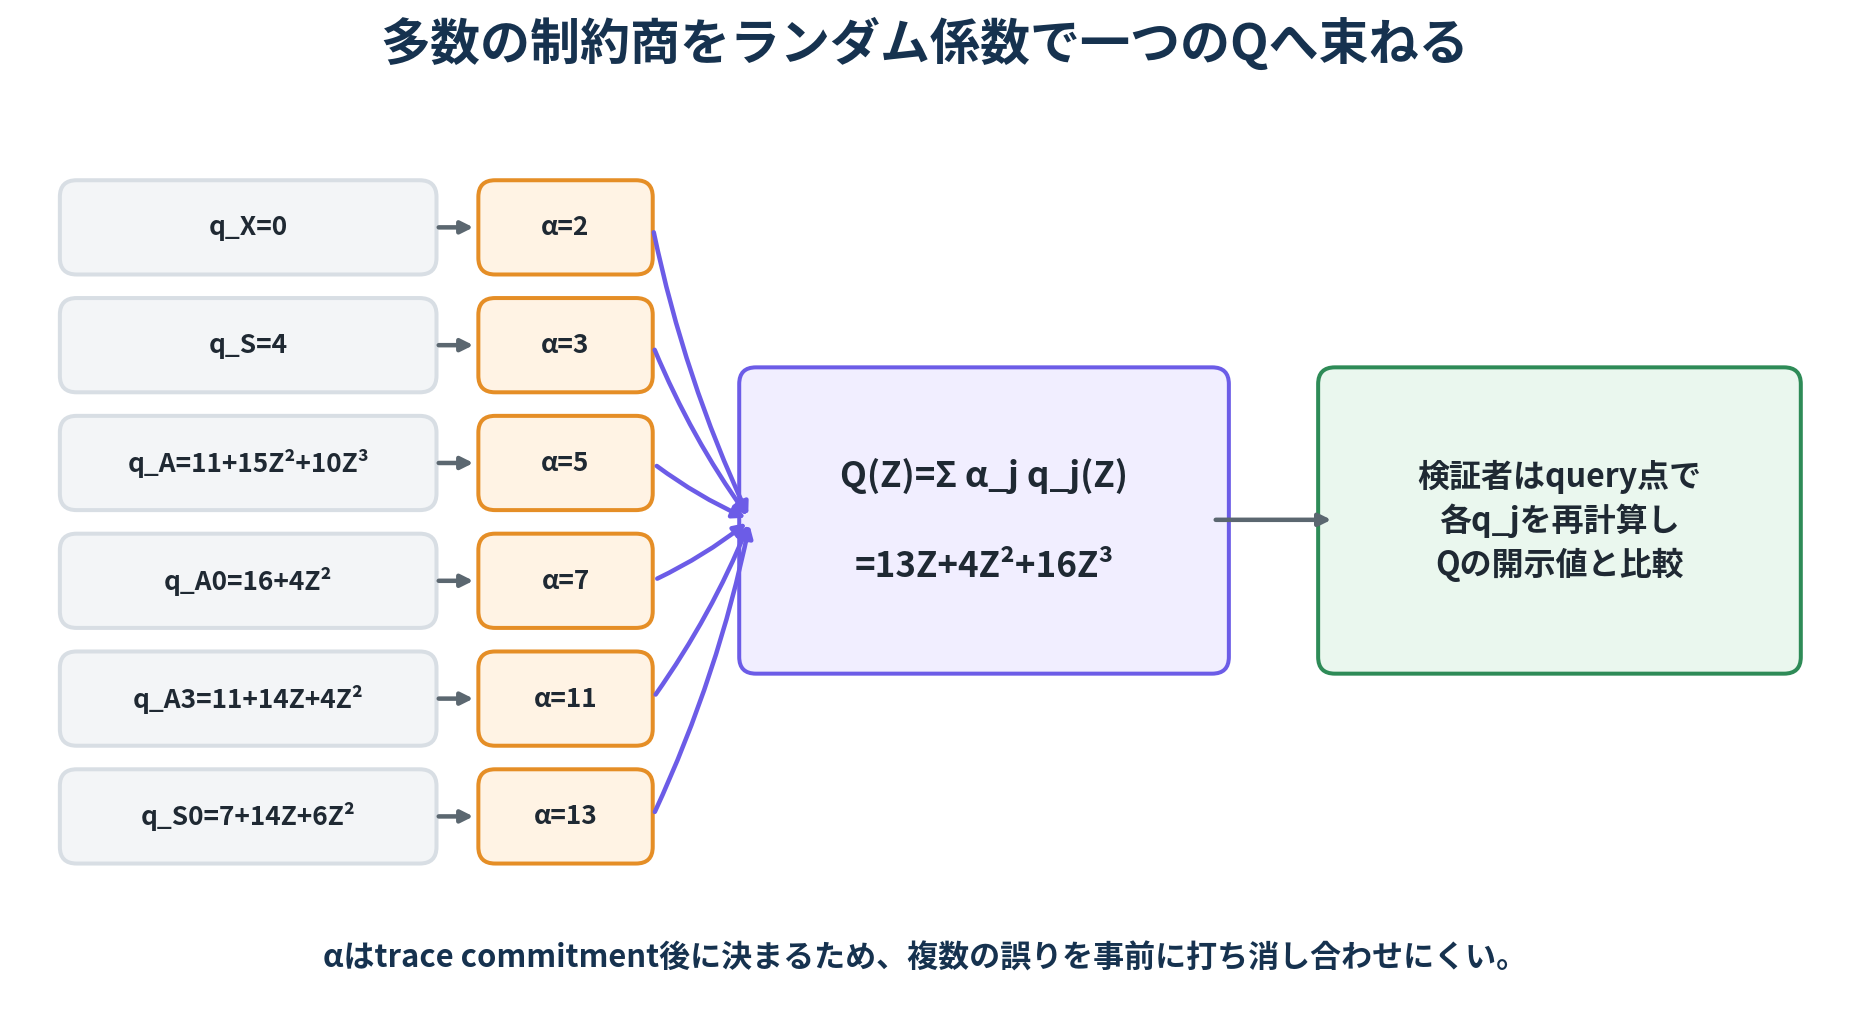 多数の制約商をランダム係数で一つのQへ束ねる
q_X=0
α=2
q_S=4
α=3
q_A=11+15Z²+10Z³
α=5
q_A0=16+4Z²
α=7
q_A3=11+14Z+4Z²
α=11
q_S0=7+14Z+6Z²
α=13
Q(Z)=Σ α_j q_j(Z)
=13Z+4Z²+16Z³
検証者はquery点で
各q_jを再計算し
Qの開示値と比較
αはtrace commitment後に決まるため、複数の誤りを事前に打ち消し合わせにくい。